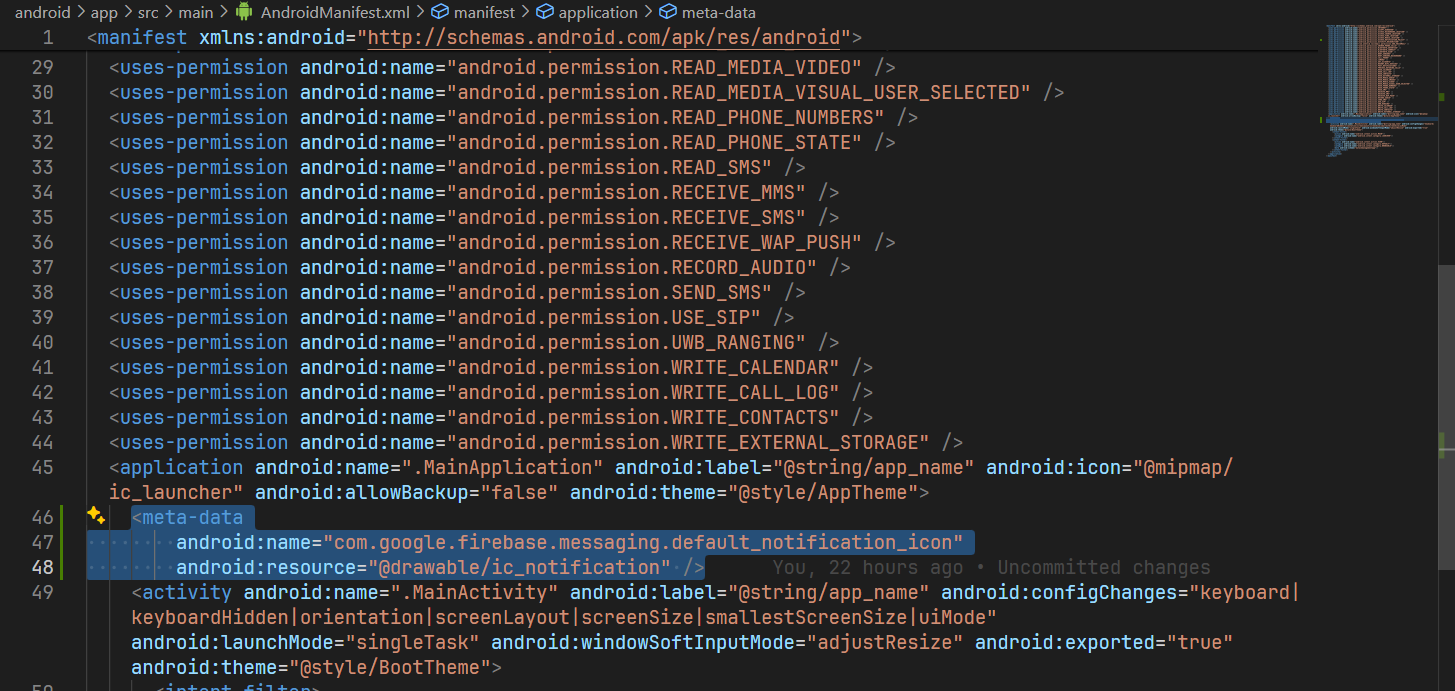 android > app > src > main > AndroidManifest.xml > manifest > application > meta-data
1 <manifest xmlns:android="http://schemas.android.com/apk/res/android">
29 <uses-permission android:name="android.permission.READ_MEDIA_VIDEO" />
30 <uses-permission android:name="android.permission.READ_MEDIA_VISUAL_USER_SELECTED" />
31 <uses-permission android:name="android.permission.READ_PHONE_NUMBERS" />
32 <uses-permission android:name="android.permission.READ_PHONE_STATE" />
33 <uses-permission android:name="android.permission.READ_SMS" />
34 <uses-permission android:name="android.permission.RECEIVE_MMS" />
35 <uses-permission android:name="android.permission.RECEIVE_SMS" />
36 <uses-permission android:name="android.permission.RECEIVE_WAP_PUSH" />
37 <uses-permission android:name="android.permission.RECORD_AUDIO" />
38 <uses-permission android:name="android.permission.SEND_SMS" />
39 <uses-permission android:name="android.permission.USE_SIP" />
40 <uses-permission android:name="android.permission.UWB_RANGING" />
41 <uses-permission android:name="android.permission.WRITE_CALENDAR" />
42 <uses-permission android:name="android.permission.WRITE_CALL_LOG" />
43 <uses-permission android:name="android.permission.WRITE_CONTACTS" />
44 <uses-permission android:name="android.permission.WRITE_EXTERNAL_STORAGE" />
45 <application android:name=".MainApplication" android:label="@string/app_name" android:icon="@mipmap/
ic_launcher" android:allowBackup="false" android:theme="@style/AppTheme">
46 <meta-data
47 android:name="com.google.firebase.messaging.default_notification_icon"
48 android:resource="@drawable/ic_notification" /> You, 22 hours ago • Uncommitted changes
49 <activity android:name=".MainActivity" android:label="@string/app_name" android:configChanges="keyboard|
keyboardHidden|orientation|screenLayout|screenSize|smallestScreenSize|uiMode"
android:launchMode="singleTask" android:windowSoftInputMode="adjustResize" android:exported="true"
android:theme="@style/BootTheme">
<intent-filter>